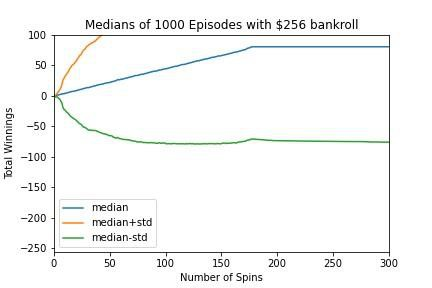 Medians of 1000 Episodes with $256 bankroll
100
50
0
−50
−100
−150
−200
−250
Total Winnings
median
median+std
median-std
0 50 100 150 200 250 300
Number of Spins